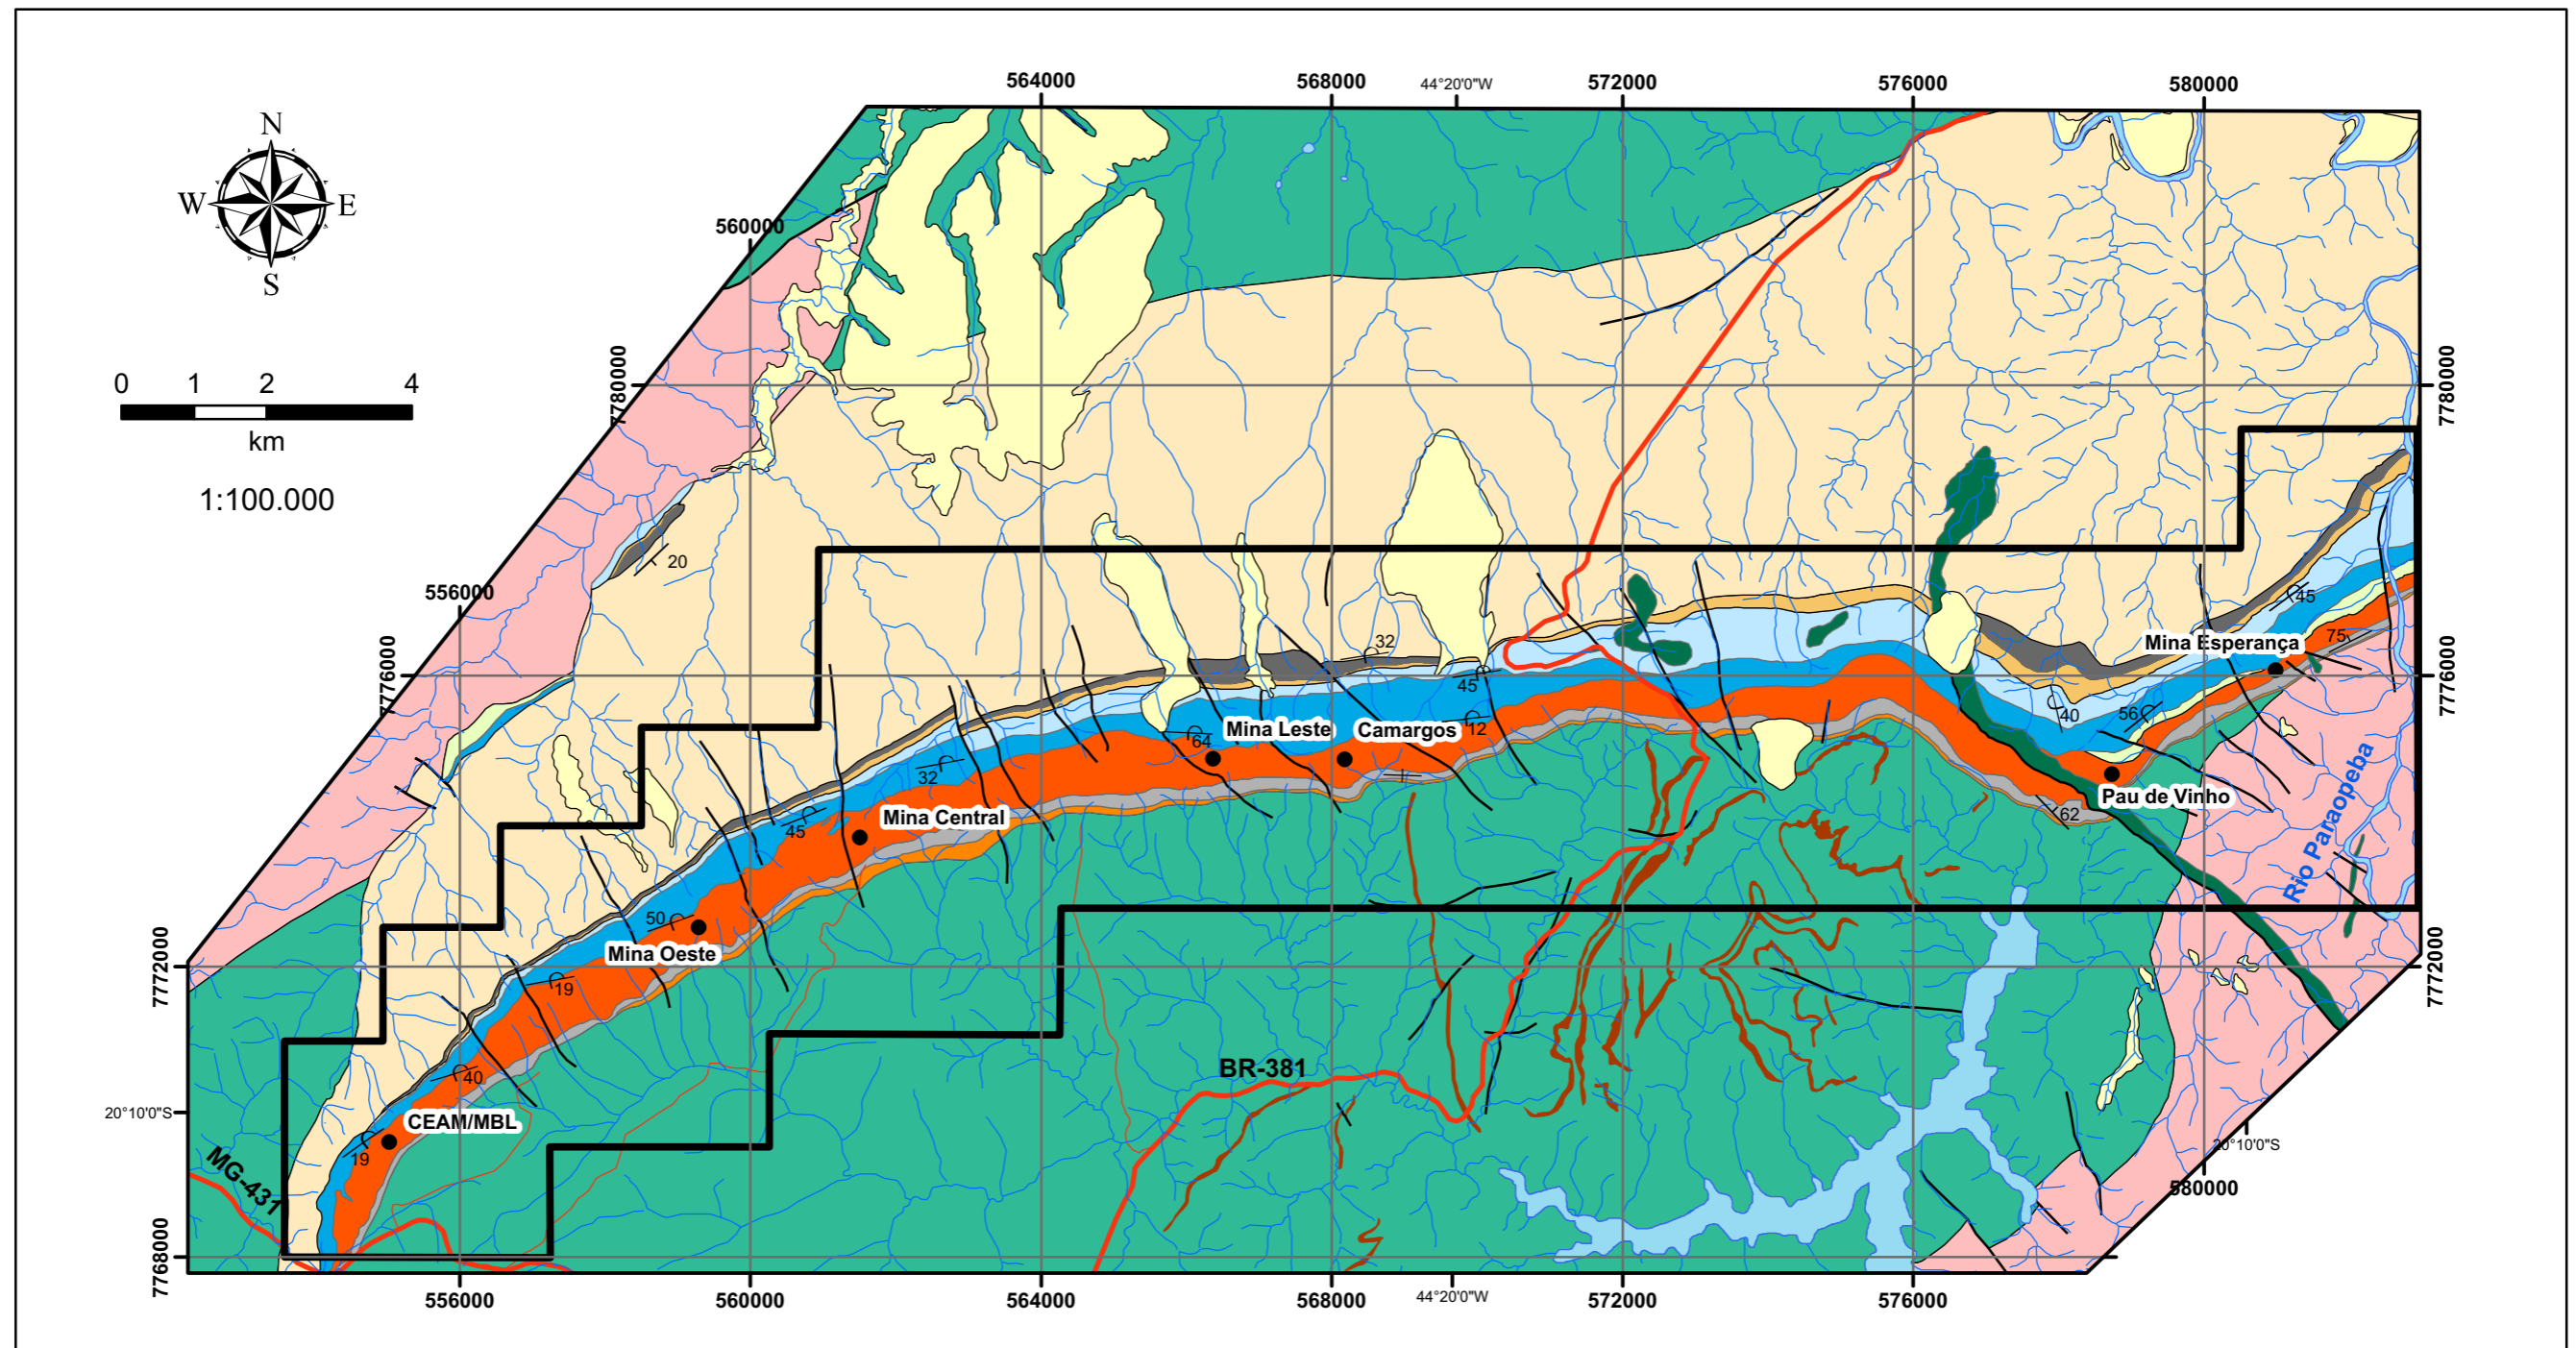 564000
568000
44°20'0"W
572000
576000
580000
N
W
E
S
560000
0 1 2 4
km
1:100.000
7780000
7780000
20
556000
7776000
32
45
Mina Esperança
75
45
12
40
56
7776000
Mina Leste
Camargos
64
32
Mina Central
45
Pau de Vinho
62
Rio Paraopeba
50
Mina Oeste
19
7772000
7772000
BR-381
40
20°10'0"S
CEAM/MBL
19
20°10'0"S
MG-431
580000
7768000
556000
560000
564000
568000
44°20'0"W
572000
576000